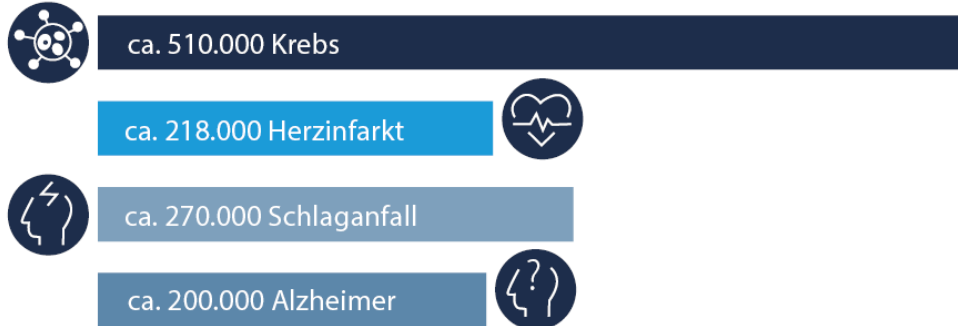 ca. 510.000 Krebs
ca. 218.000 Herzinfarkt
ca. 270.000 Schlaganfall
ca. 200.000 Alzheimer